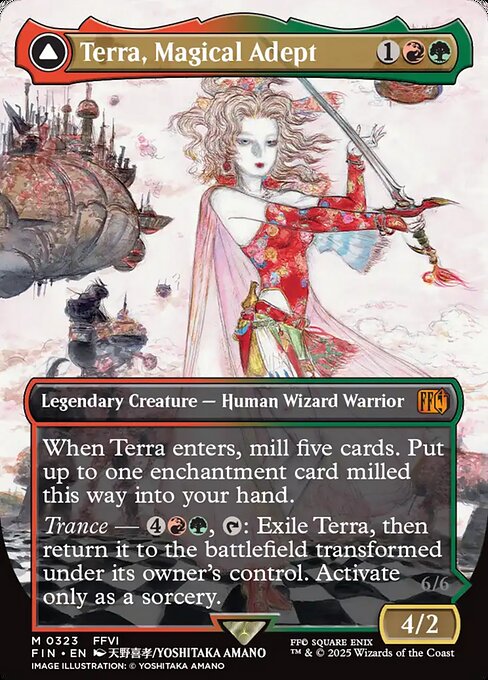 Terra, Magical Adept 1
Legendary Creature — Human Wizard Warrior
When Terra enters, mill five cards. Put
up to one enchantment card milled
this way into your hand.
Trance — 4, : Exile Terra, then
return it to the battlefield transformed
under its owner's control. Activate
only as a sorcery.
6/6
4/2
M 0323 FFVI
FIN • EN 天野喜孝/YOSHITAKA AMANO
IMAGE ILLUSTRATION: © YOSHITAKA AMANO
FF© SQUARE ENIX
™ & © 2025 Wizards of the Coast